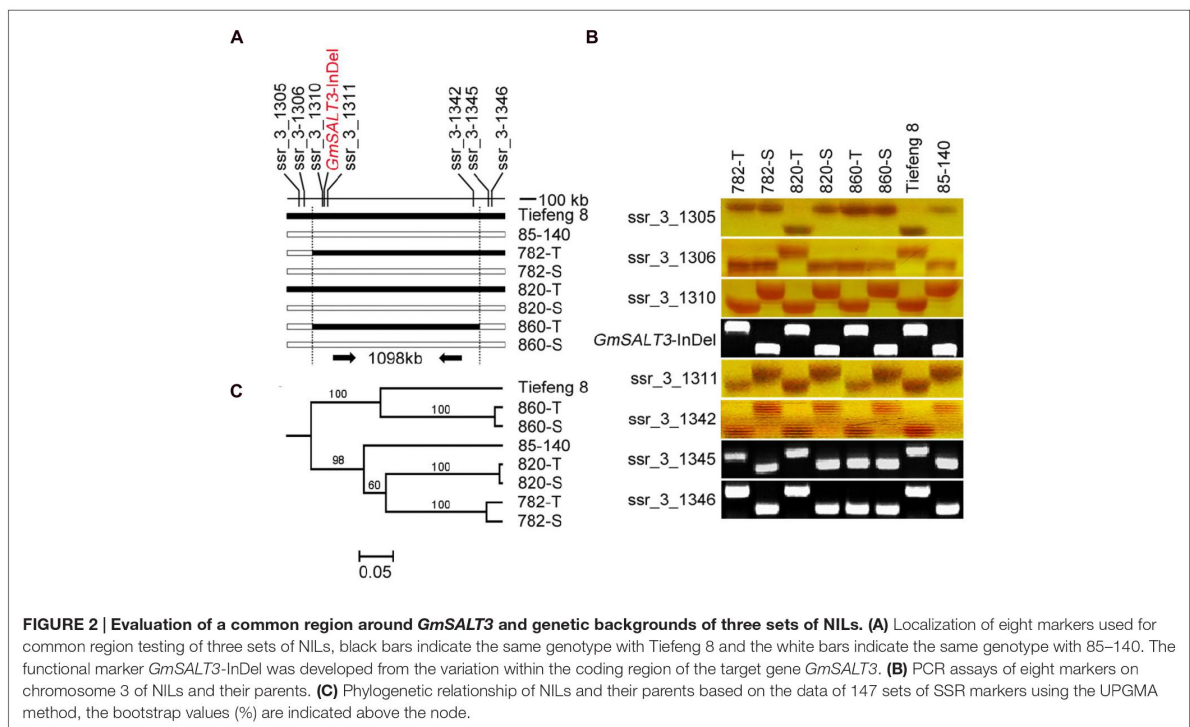 A
B
ssr_3_1305
ssr_3-1306
ssr_3_1310
GmSALT3-InDel
ssr_3_1311
ssr_3-1342
ssr_3-1345
ssr_3-1346
100 kb
Tiefeng 8
85-140
782-T
782-S
820-T
820-S
860-T
860-S
1098kb
782-T
782-S
820-T
820-S
860-T
860-S
Tiefeng 8
85-140
ssr_3_1305
ssr_3_1306
ssr_3_1310
GmSALT3-InDel
ssr_3_1311
ssr_3_1342
ssr_3_1345
ssr_3_1346
C
100
100
98
60
100
100
Tiefeng 8
860-T
860-S
85-140
820-T
820-S
782-T
782-S
0.05
FIGURE 2 | Evaluation of a common region around GmSALT3 and genetic backgrounds of three sets of NILs. (A) Localization of eight markers used for
common region testing of three sets of NILs, black bars indicate the same genotype with Tiefeng 8 and the white bars indicate the same genotype with 85–140. The
functional marker GmSALT3-InDel was developed from the variation within the coding region of the target gene GmSALT3. (B) PCR assays of eight markers on
chromosome 3 of NILs and their parents. (C) Phylogenetic relationship of NILs and their parents based on the data of 147 sets of SSR markers using the UPGMA
method, the bootstrap values (%) are indicated above the node.